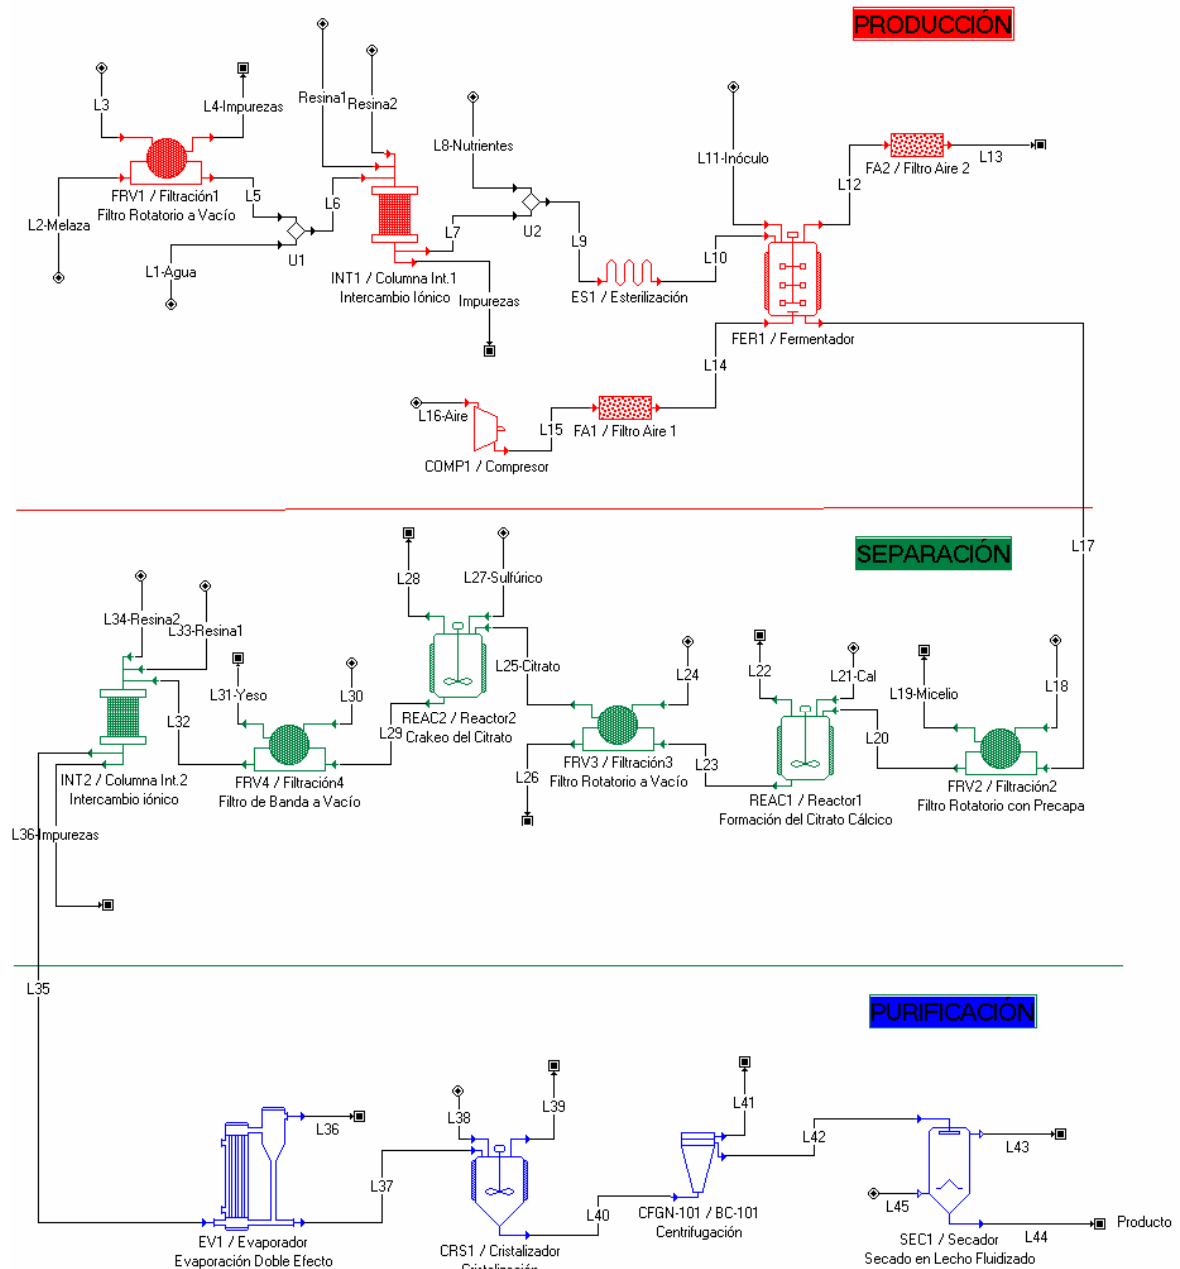 PRODUCCIÓN
L3
L4-Impurezas
Resina1
Resina2
L8-Nutrientes
L11-Inóculo
L12
L13
FA2 / Filtro Aire 2
FRV1 / Filtración1
Filtro Rotatorio a Vacío
L5
L6
L2-Melaza
L1-Agua
U1
L7
U2
L9
L10
INT1 / Columna Int.1
Intercambio Iónico
Impurezas
ES1 / Esterilización
FER1 / Fermentador
L14
L16-Aire
L15
FA1 / Filtro Aire 1
COMP1 / Compresor
L17
SEPARACIÓN
L28
L27-Sulfúrico
L34-Resina2
L33-Resina1
L25-Citrato
L24
L22
L21-Cal
L19-Micelio
L18
L31-Yeso
L30
L32
L29
REAC2 / Reactor2
Crakeo del Citrato
L20
INT2 / Columna Int.2
Intercambio iónico
FRV4 / Filtración4
Filtro de Banda a Vacío
L26
FRV3 / Filtración3
Filtro Rotatorio a Vacío
L23
REAC1 / Reactor1
Formación del Citrato Cálcico
FRV2 / Filtración2
Filtro Rotatorio con Precapa
L36-Impurezas
L35
PURIFICACIÓN
L36
L38
L39
L41
L42
L43
L37
L40
L45
L44
Producto
EV1 / Evaporador
Evaporación Doble Efecto
CRS1 / Cristalizador
Cristalización
CFGN-101 / BC-101
Centrifugación
SEC1 / Secador
Secado en Lecho Fluidizado